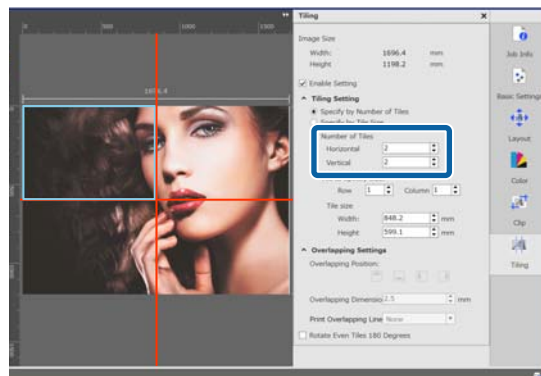 Tiling
0 500 1000 1500
Image Size
Width: 1696.4 mm
Height 1198.2 mm
Enable Setting
Tiling Setting
Specify by Number of Tiles
Specify by Tile Size
Number of Tiles
Horizontal 2
Vertical 2
Row 1 Column 1
Tile size
Width: 848.2 mm
Height 599.1 mm
Overlapping Settings
Overlapping Position:
Overlapping Dimensio 2.5 mm
Print Overlapping Line None
Rotate Even Tiles 180 Degrees
1696.4
Job Info
Basic Settings
Layout
Color
Clip
Tiling